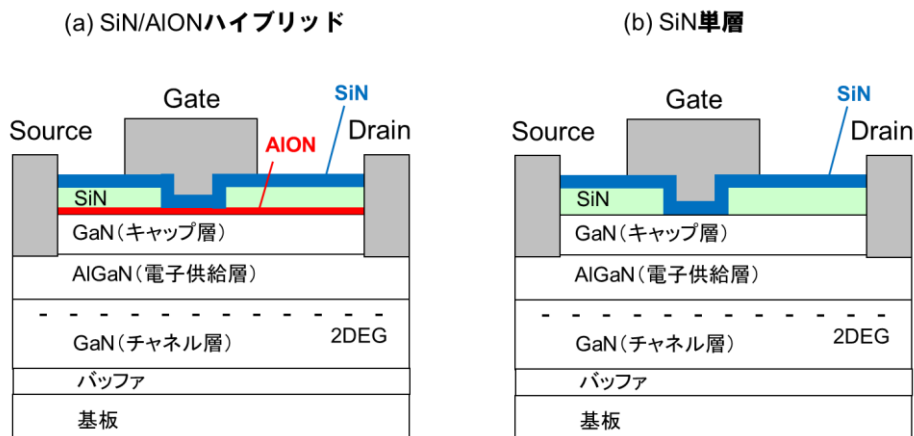 (a) SiN/AlONハイブリッド
Gate
SiN
Source
Drain
AlON
SiN
GaN(キャップ層)
AlGaN(電子供給層)
2DEG
GaN(チャネル層)
バッファ
基板
(b) SiN単層
Gate
SiN
Source
Drain
SiN
GaN(キャップ層)
AlGaN(電子供給層)
2DEG
GaN(チャネル層)
バッファ
基板